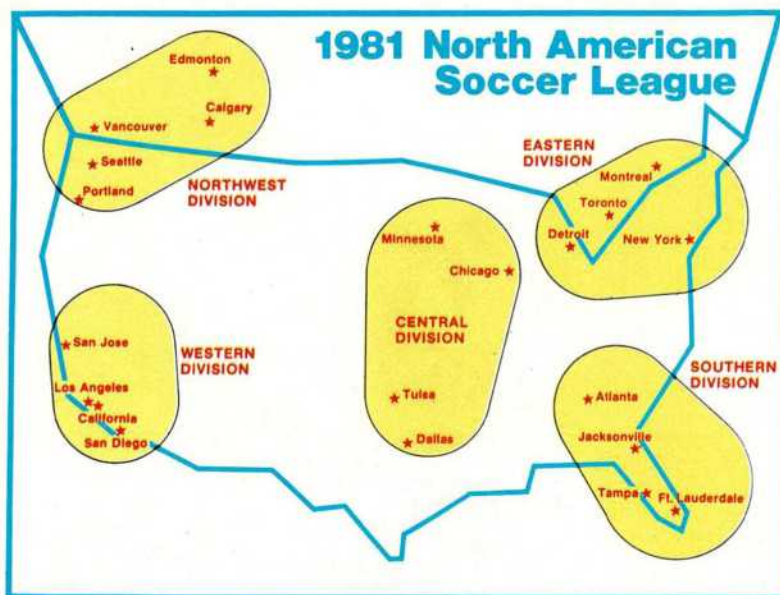 1981 North American
Soccer League
Edmonton
Calgary
Vancouver
Seattle
Portland
NORTHWEST
DIVISION
EASTERN
DIVISION
Montreal
Toronto
Detroit
New York
Minnesota
Chicago
CENTRAL
DIVISION
Tulsa
Dallas
San Jose
Los Angeles
California
San Diego
WESTERN
DIVISION
SOUTHERN
DIVISION
Atlanta
Jacksonville
Tampa
Ft. Lauderdale